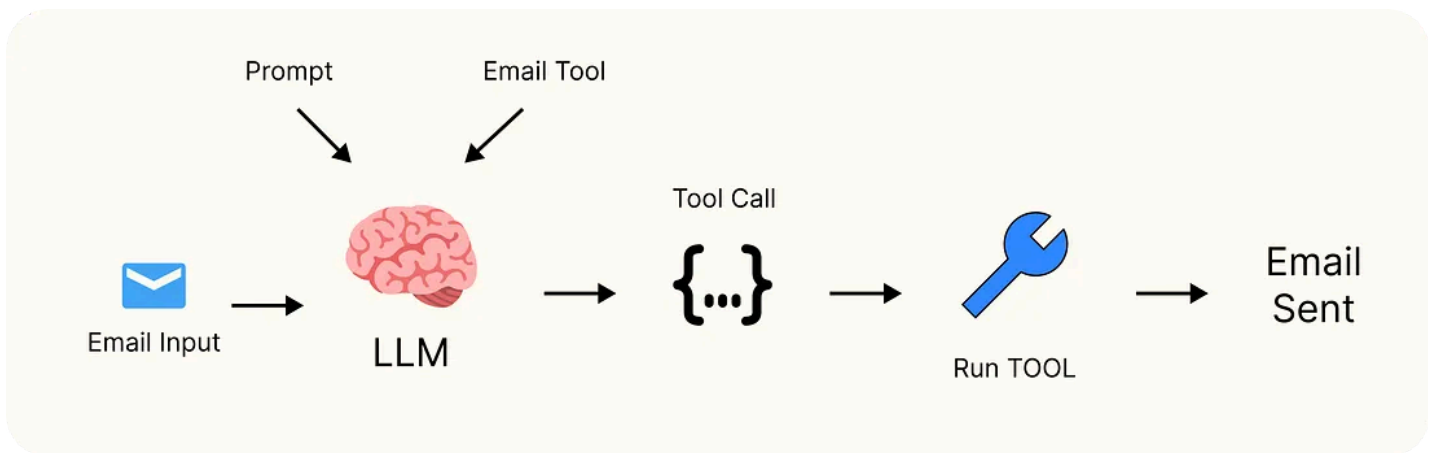 Prompt
Email Tool
Tool Call
{...}
Email Input
LLM
Run TOOL
Email
Sent